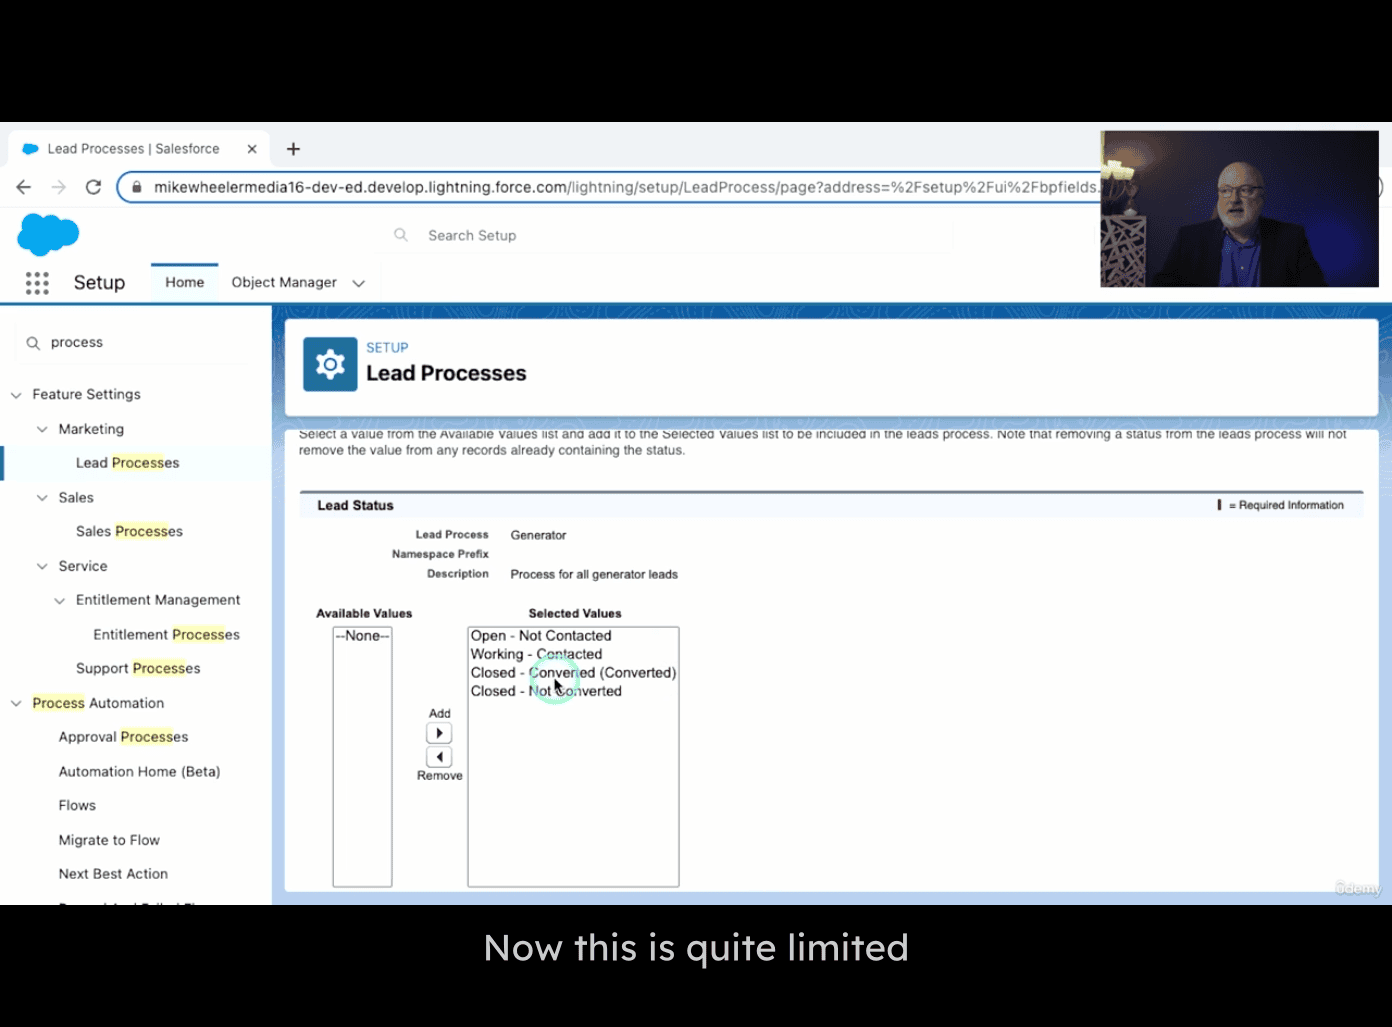 Lead Processes | Salesforce
mikewheelermedia16-dev-ed.develop.lightning.force.com/lightning/setup/LeadProcess/page?address=%2Fsetup%2Fui%2Fbpfields.
Search Setup
Setup
Home
Object Manager
process
Feature Settings
Marketing
Lead Processes
Sales
Sales Processes
Service
Entitlement Management
Entitlement Processes
Support Processes
Process Automation
Approval Processes
Automation Home (Beta)
Flows
Migrate to Flow
Next Best Action
SETUP
Lead Processes
Select a value from the Available Values list and add it to the Selected Values list to be included in the leads process. Note that removing a status from the leads process will not
remove the value from any records already containing the status.
Lead Status
= Required Information
Lead Process Generator
Namespace Prefix
Description Process for all generator leads
Available Values
--None--
Add
Remove
Selected Values
Open - Not Contacted
Working - Contacted
Closed - Converted (Converted)
Closed - Not Converted
udemy
Now this is quite limited